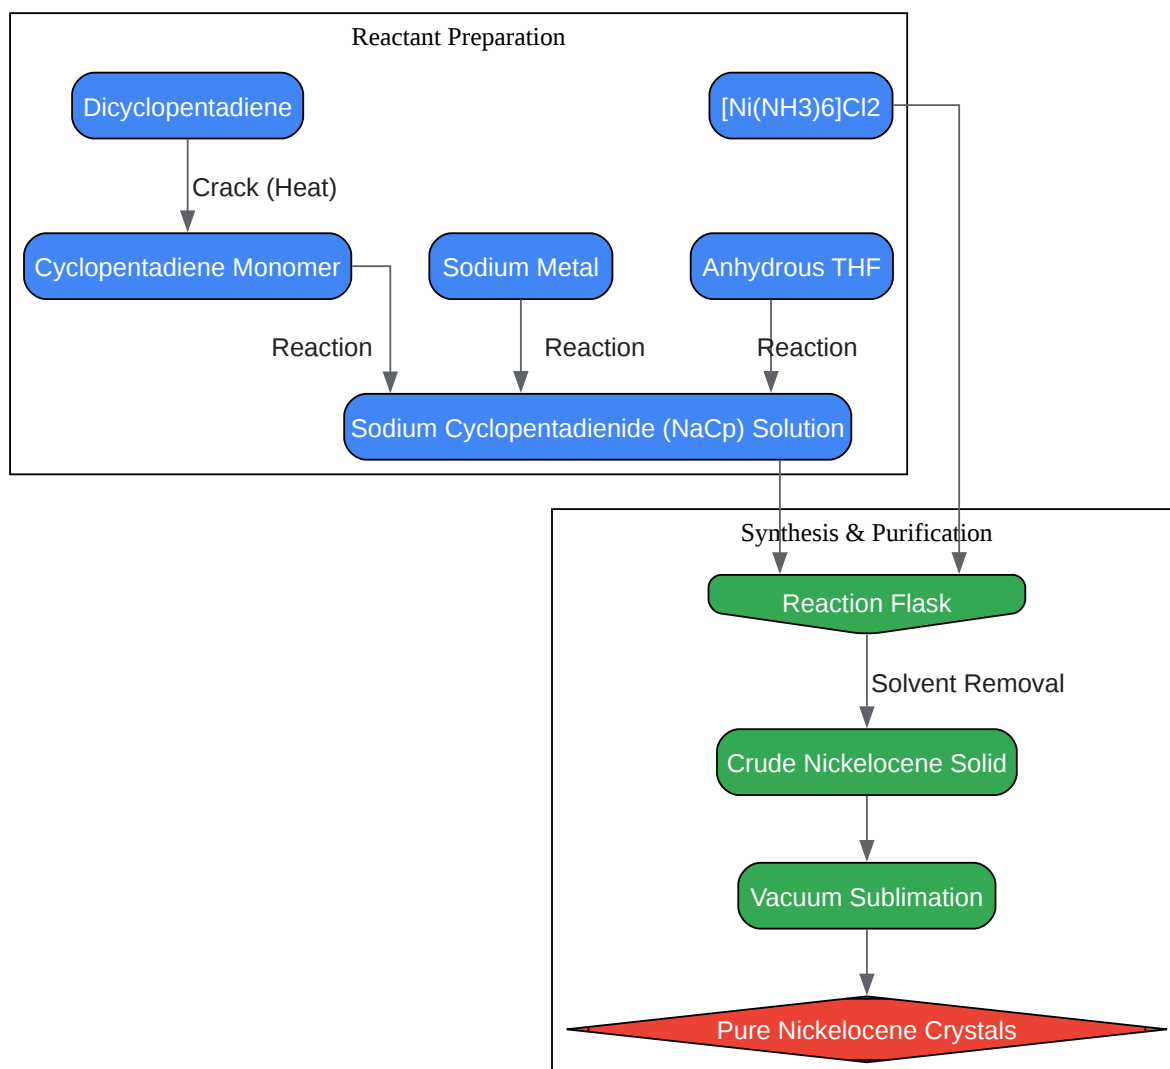 Reactant Preparation
Dicyclopentadiene
[Ni(NH3)6]Cl2
Crack (Heat)
Cyclopentadiene Monomer
Sodium Metal
Anhydrous THF
Reaction
Reaction
Reaction
Sodium Cyclopentadienide (NaCp) Solution
Synthesis & Purification
Reaction Flask
Solvent Removal
Crude Nickelocene Solid
Vacuum Sublimation
Pure Nickelocene Crystals